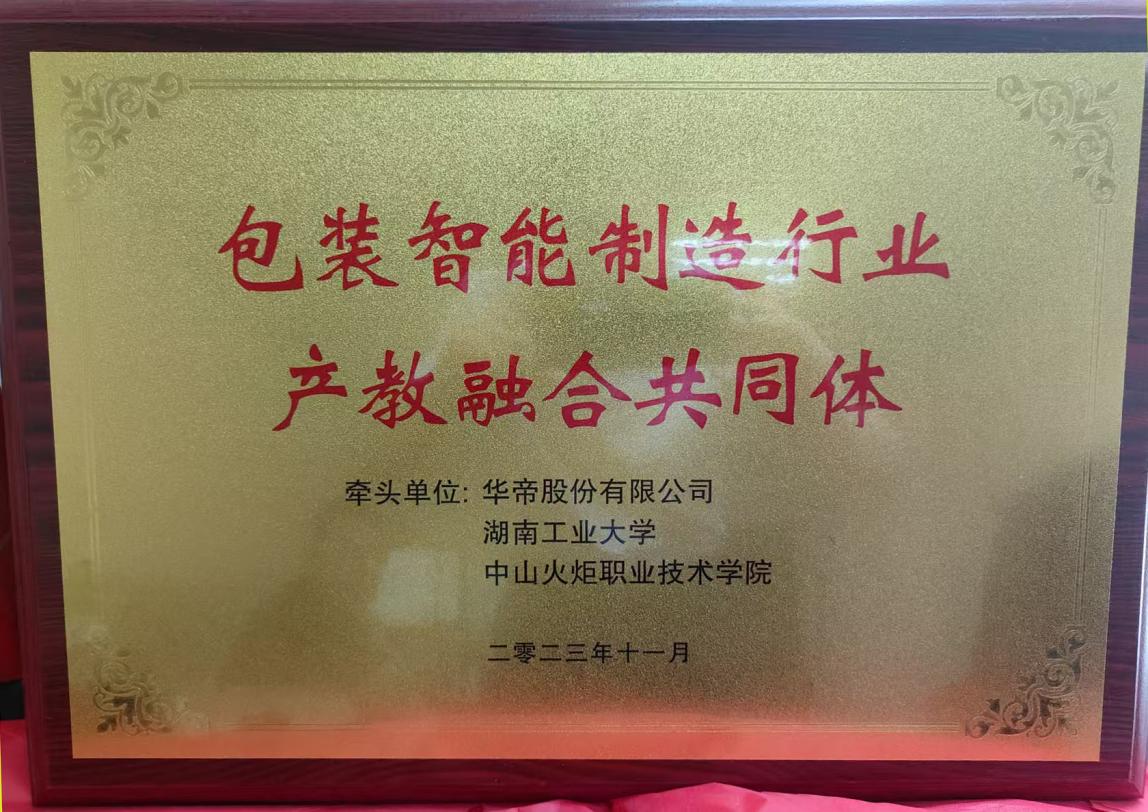 包装智能制造行业
产教融合共同体
牵头单位: 华帝股份有限公司
湖南工业大学
中山火炬职业技术学院
二零二三年十一月